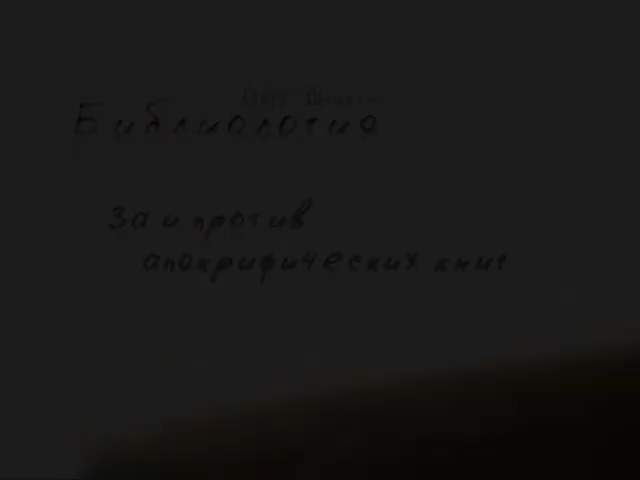 Библиология
За и против
апокрифических книг